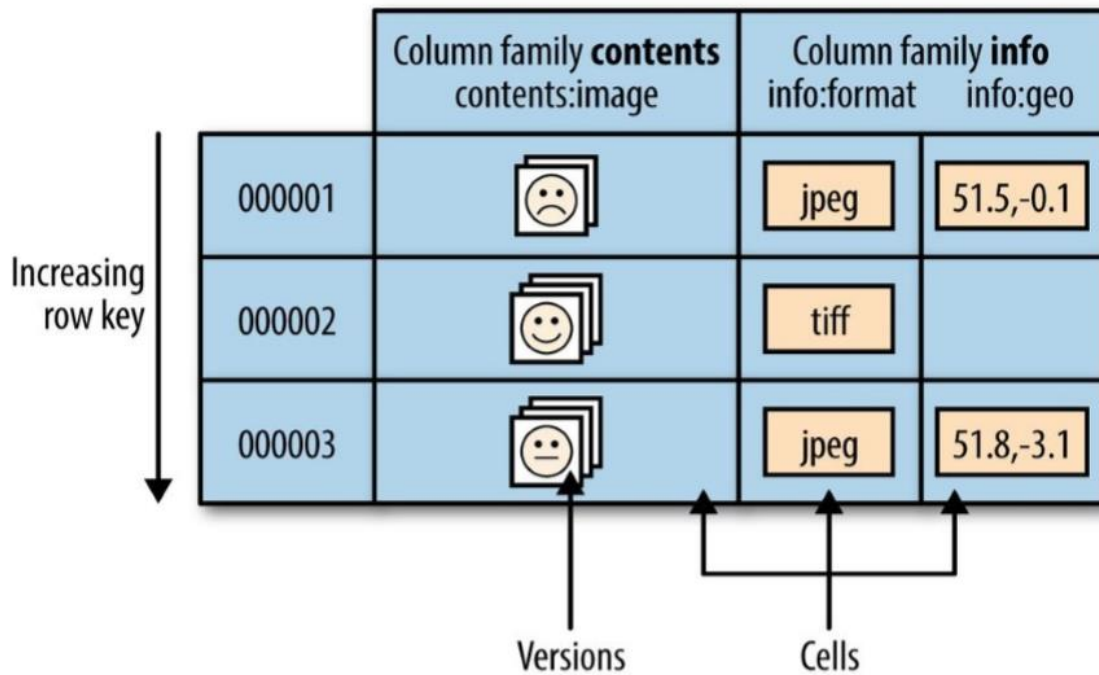 Column family contents
contents:image
Column family info
info:format info:geo
000001
jpeg
51.5,-0.1
Increasing
row key
000002
tiff
000003
jpeg
51.8,-3.1
Versions
Cells